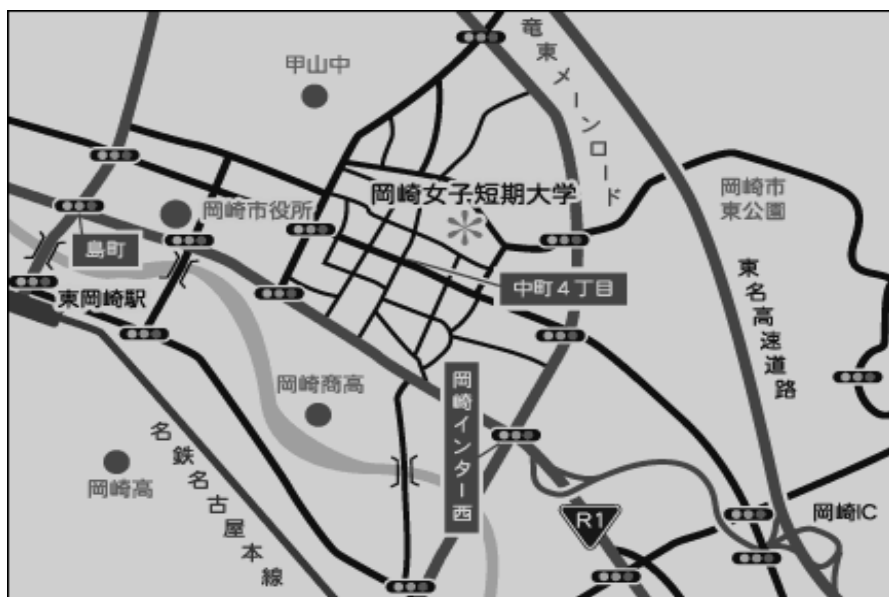 甲山中
竜東メーンロード
岡崎女子短期大学
岡崎市
東公園
岡崎市役所
島町
中町4丁目
東岡崎駅
東名高速道路
岡崎商高
岡崎インター西
岡崎高
名鉄名古屋本線
R1
岡崎IC